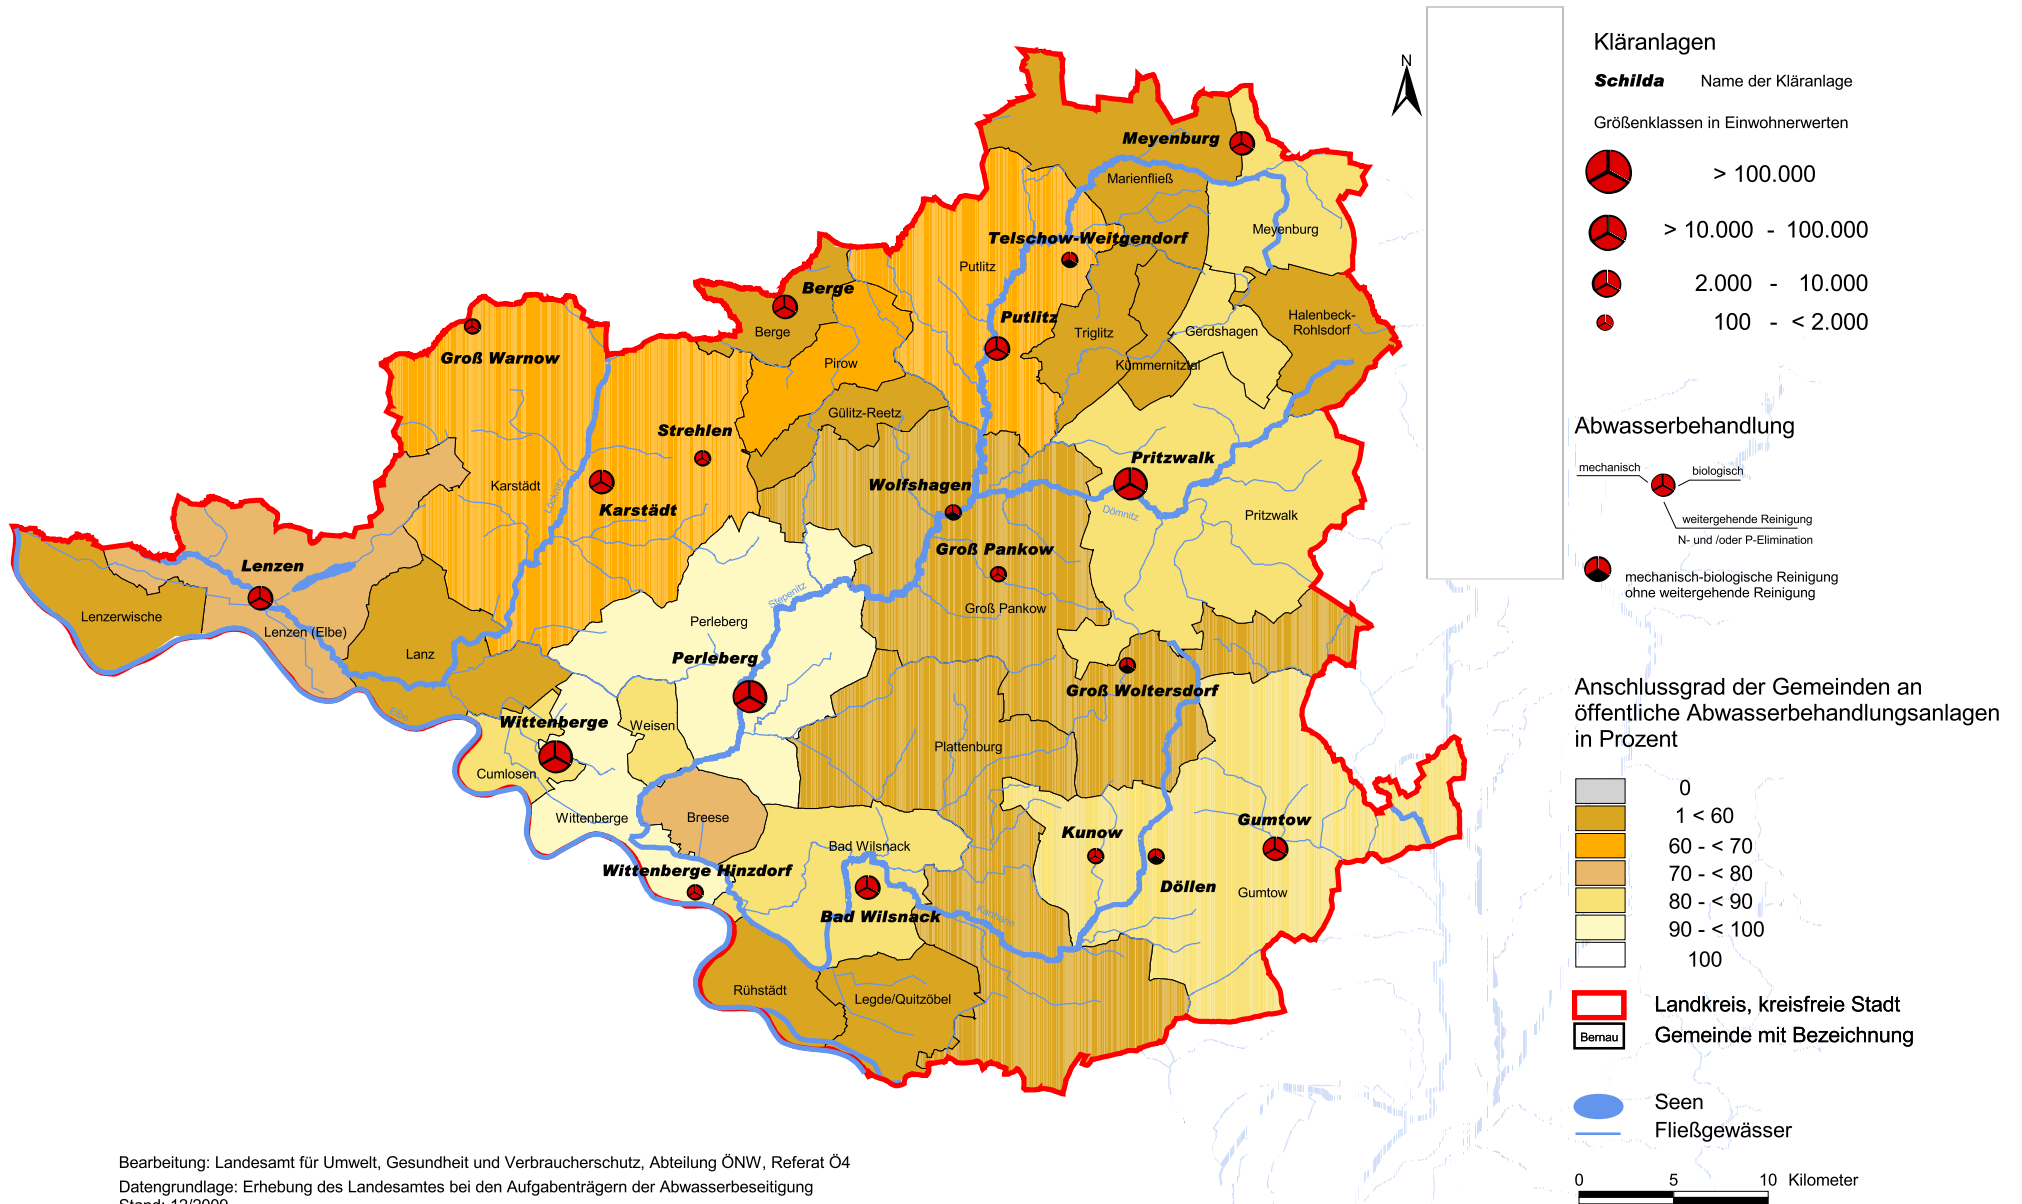 N
Meyenburg
Marienfließ
Meyenburg
Telschow-Weitgendorf
Putlitz
Berge
Berge
Putlitz
Triglitz
Gerdshagen
Halenbeck-
Rohlsdorf
Kümmernitztal
Pirow
Groß Warnow
Gülitz-Reetz
Strehlen
Pritzwalk
Karstädt
Löcknitz
Karstädt
Wolfshagen
Dömnitz
Pritzwalk
Groß Pankow
Groß Pankow
Lenzen
Lenzerwische
Lenzen (Elbe)
Lanz
Elbe
Stepenitz
Perleberg
Perleberg
Groß Woltersdorf
Wittenberge
Weisen
Plattenburg
Cumlosen
Wittenberge
Breese
Bad Wilsnack
Kunow
Gumtow
Wittenberge Hinzdorf
Döllen
Gumtow
Bad Wilsnack
Karthane
Rühstädt
Legde/Quitzöbel
Kläranlagen
Schilda Name der Kläranlage
Größenklassen in Einwohnerwerten
> 100.000
> 10.000 - 100.000
2.000 - 10.000
100 - < 2.000
Abwasserbehandlung
mechanisch biologisch
weitergehende Reinigung
N- und /oder P-Elimination
mechanisch-biologische Reinigung
ohne weitergehende Reinigung
Anschlussgrad der Gemeinden an
öffentliche Abwasserbehandlungsanlagen
in Prozent
0
1 < 60
60 - < 70
70 - < 80
80 - < 90
90 - < 100
100
Landkreis, kreisfreie Stadt
Bernau Gemeinde mit Bezeichnung
Seen
Fließgewässer
0 5 10 Kilometer
Bearbeitung: Landesamt für Umwelt, Gesundheit und Verbraucherschutz, Abteilung ÖNW, Referat Ö4
Datengrundlage: Erhebung des Landesamtes bei den Aufgabenträgern der Abwasserbeseitigung
Stand: 12/2009